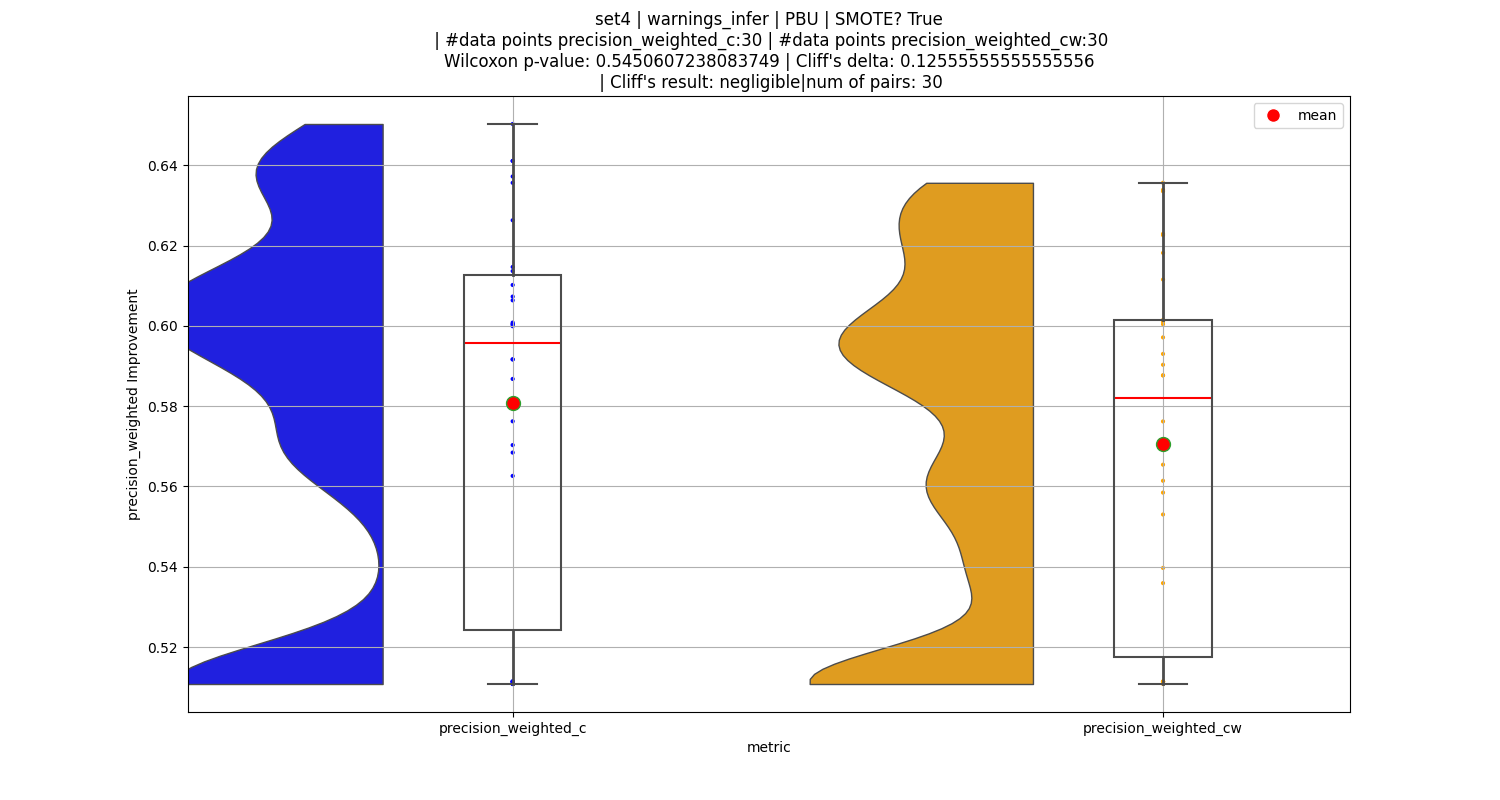 set4 | warnings_infer | PBU | SMOTE? True
| #data points precision_weighted_c:30 | #data points precision_weighted_cw:30
Wilcoxon p-value: 0.5450607238083749 | Cliff's delta: 0.12555555555555556
| Cliff's result: negligible|num of pairs: 30
mean
0.64
0.62
0.60
0.58
0.56
0.54
0.52
precision_weighted Improvement
precision_weighted_c
precision_weighted_cw
metric